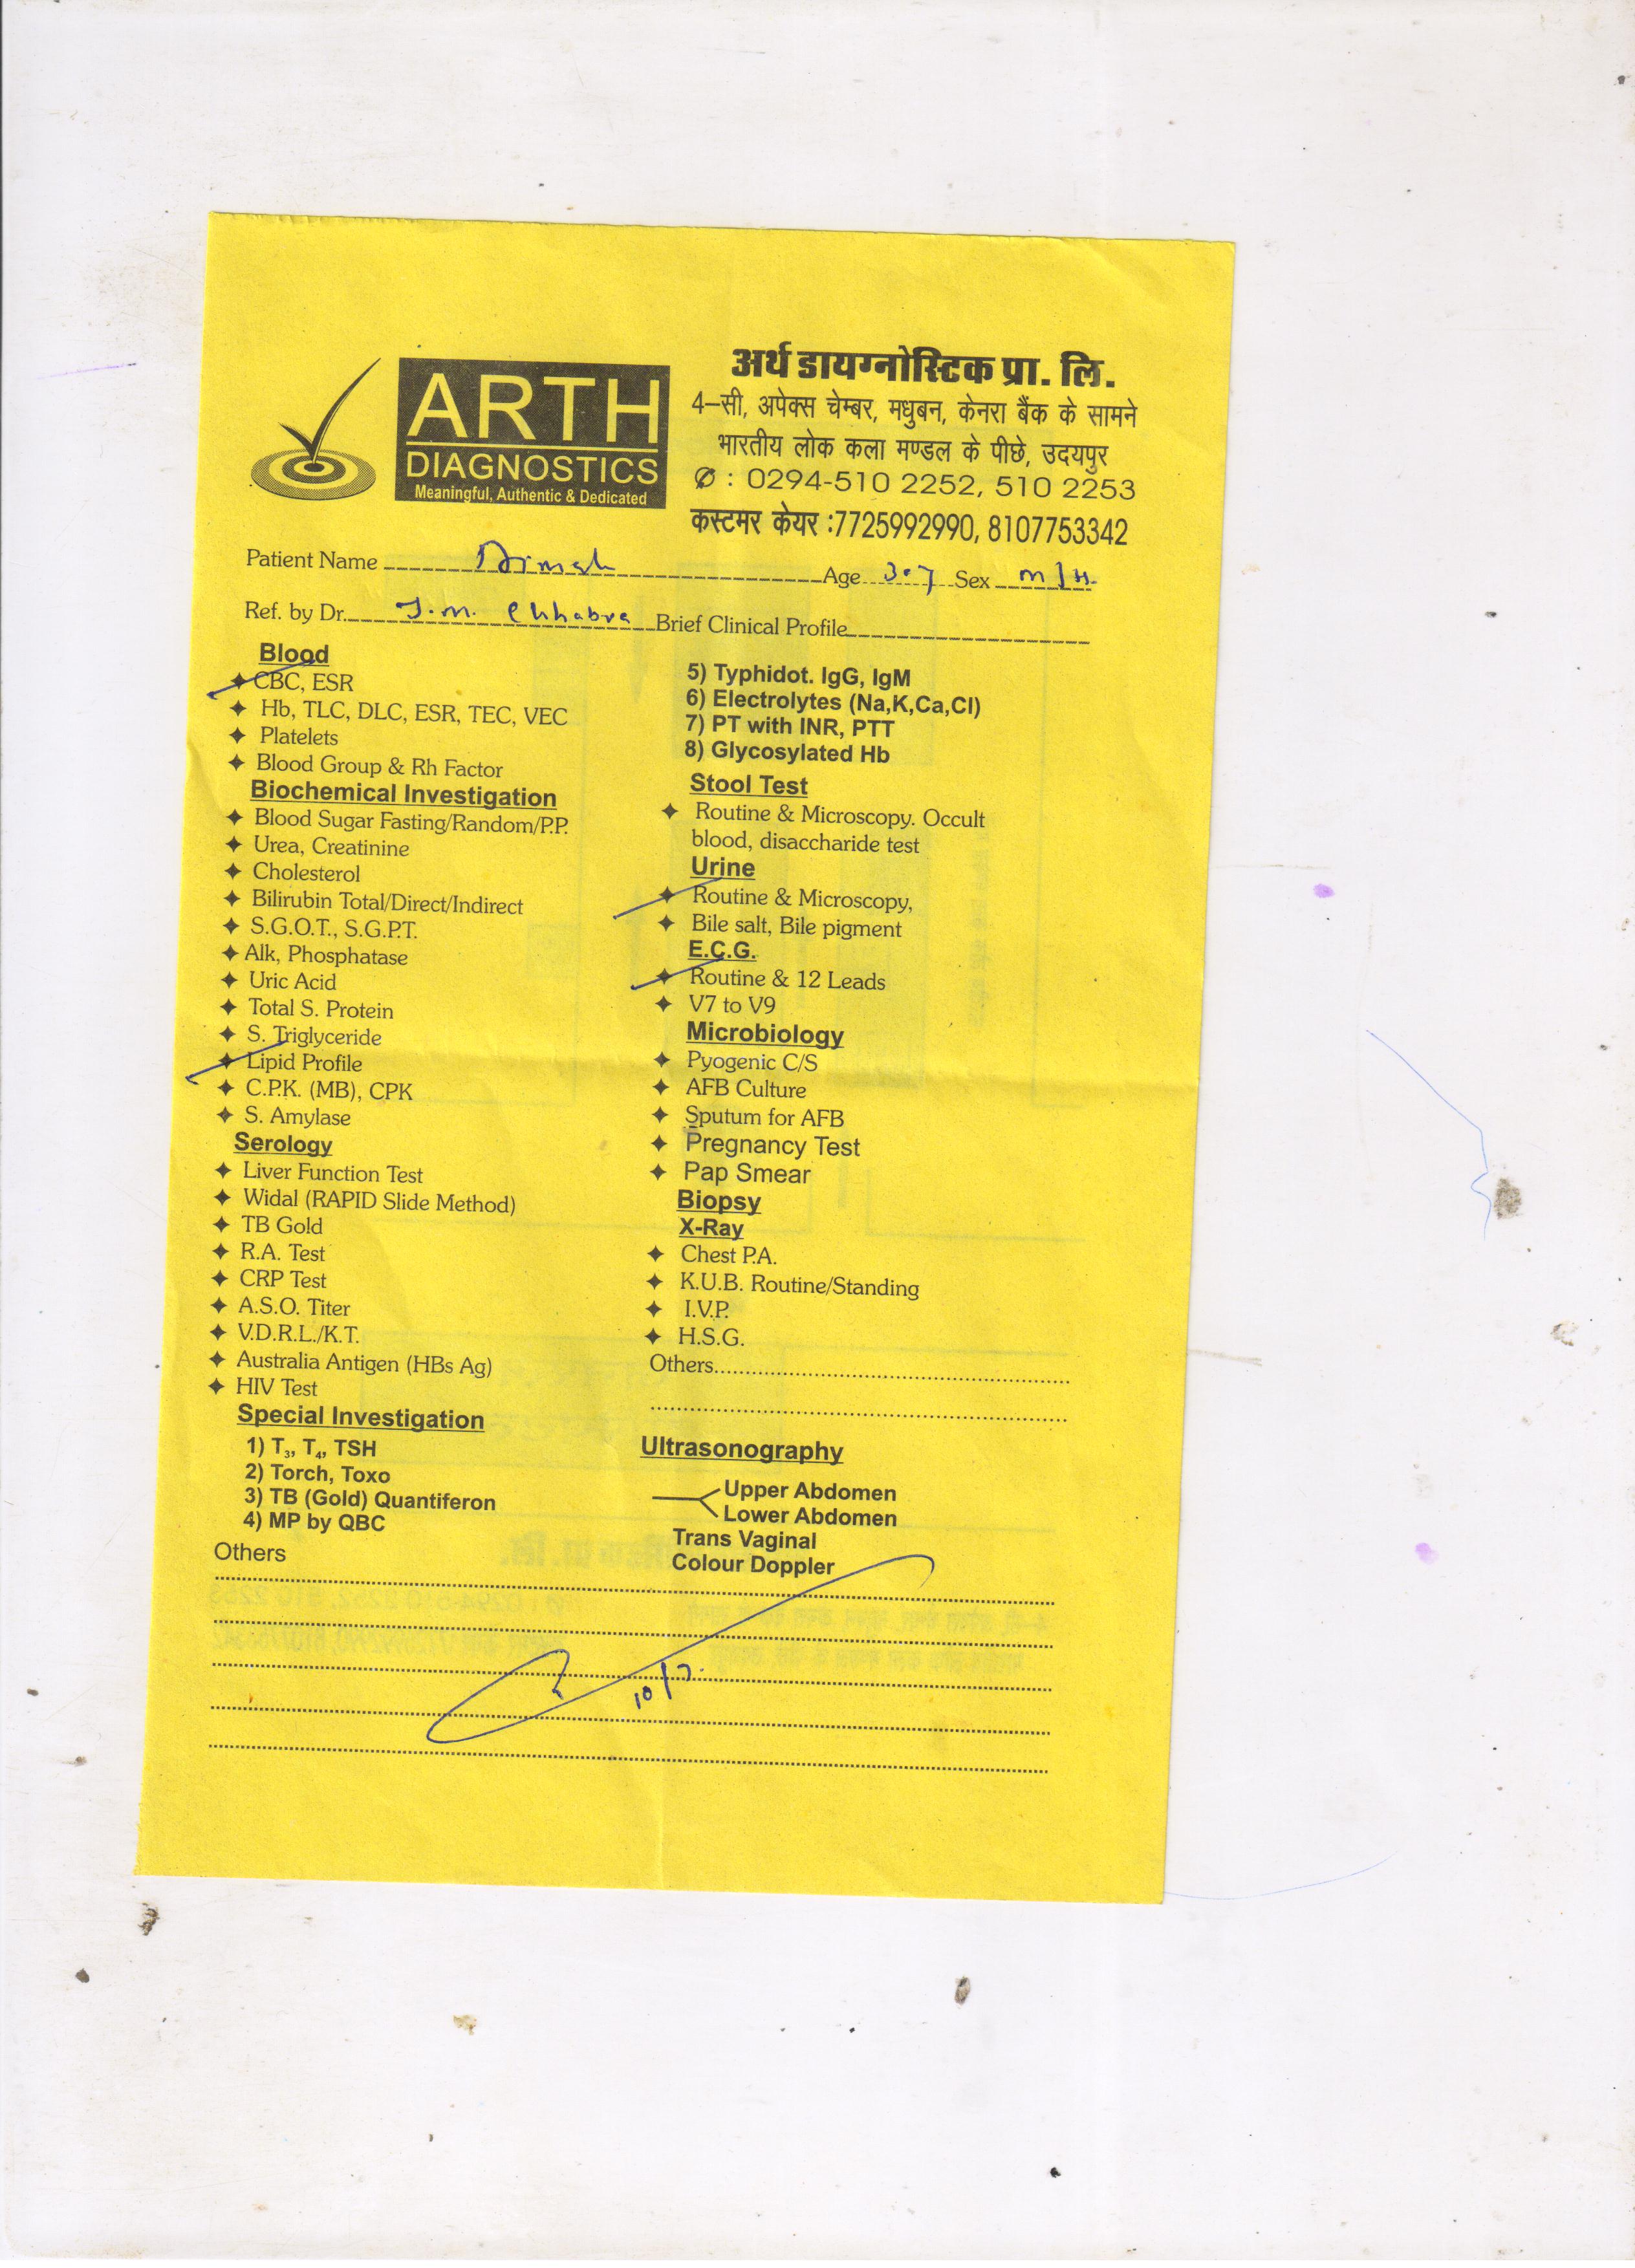 ARTH
DIAGNOSTICS
Meaningful, Authentic & Dedicated
अर्थ डायग्नोस्टिक प्रा. लि.
4–सी, अपेक्स चेम्बर, मधुबन, केनरा बैंक के सामने
भारतीय लोक कला मण्डल के पीछे, उदयपुर
✆ : 0294-510 2252, 510 2253
कस्टमर केयर :7725992990, 8107753342
Patient Name Age 37 Sex M/H
Ref. by Dr. J.M. Chhabra Brief Clinical Profile
Blood
CBC, ESR
Hb, TLC, DLC, ESR, TEC, VEC
Platelets
Blood Group & Rh Factor
Biochemical Investigation
Blood Sugar Fasting/Random/P.P.
Urea, Creatinine
Cholesterol
Bilirubin Total/Direct/Indirect
S.G.O.T., S.G.P.T.
Alk, Phosphatase
Uric Acid
Total S. Protein
S. Triglyceride
Lipid Profile
C.P.K. (MB), CPK
S. Amylase
Serology
Liver Function Test
Widal (RAPID Slide Method)
TB Gold
R.A. Test
CRP Test
A.S.O. Titer
V.D.R.L./K.T.
Australia Antigen (HBs Ag)
HIV Test
Special Investigation
1) T₃, T₄, TSH
2) Torch, Toxo
3) TB (Gold) Quantiferon
4) MP by QBC
Others
5) Typhidot. IgG, IgM
6) Electrolytes (Na,K,Ca,Cl)
7) PT with INR, PTT
8) Glycosylated Hb
Stool Test
Routine & Microscopy. Occult
blood, disaccharide test
Urine
Routine & Microscopy,
Bile salt, Bile pigment
E.C.G.
Routine & 12 Leads
V7 to V9
Microbiology
Pyogenic C/S
AFB Culture
Sputum for AFB
Pregnancy Test
Pap Smear
Biopsy
X-Ray
Chest P.A.
K.U.B. Routine/Standing
I.V.P.
H.S.G.
Others
Ultrasonography
Upper Abdomen
Lower Abdomen
Trans Vaginal
Colour Doppler
10/7